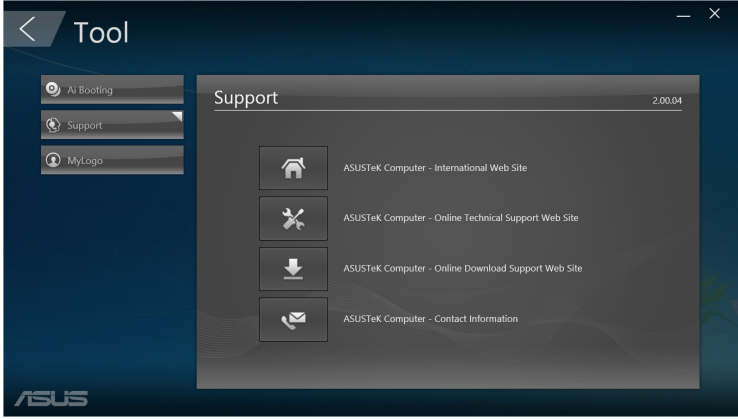 Tool
Ai Booting
Support
MyLogo
Support
2.00.04
ASUSTeK Computer - International Web Site
ASUSTeK Computer - Online Technical Support Web Site
ASUSTeK Computer - Online Download Support Web Site
ASUSTeK Computer - Contact Information
ASUS